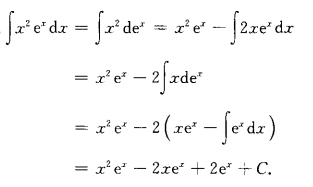 ∫x²eˣdx = ∫x²deˣ = x²eˣ − ∫2xeˣdx
= x²eˣ − 2∫xdeˣ
= x²eˣ − 2(xeˣ − ∫eˣdx)
= x²eˣ − 2xeˣ + 2eˣ + C.